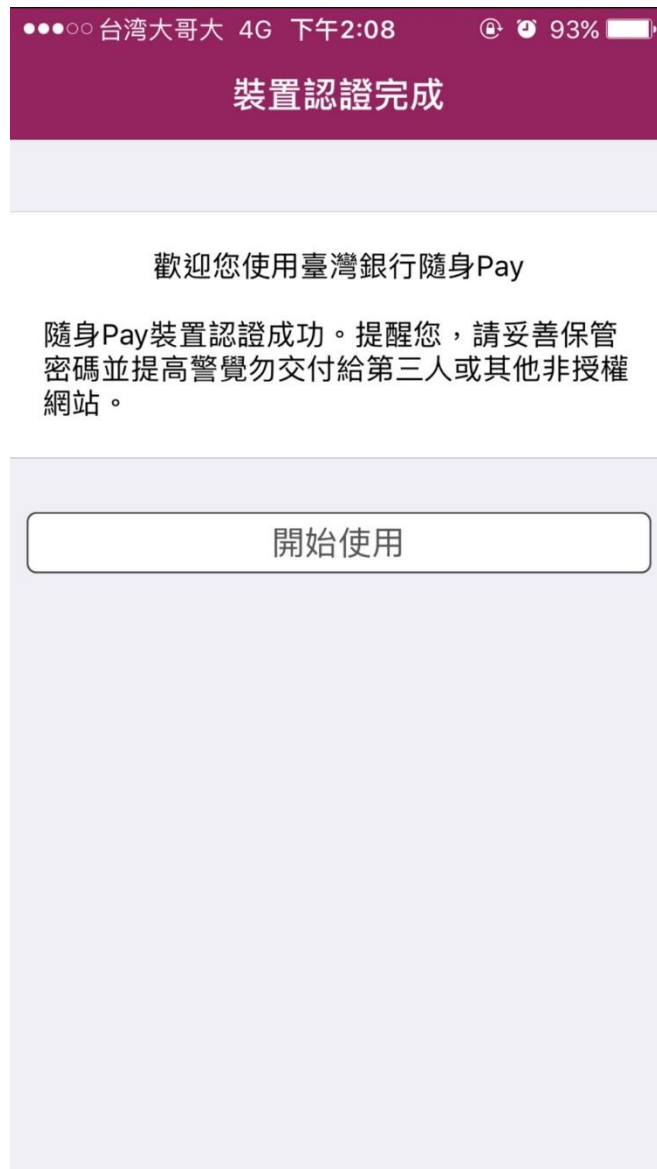 ●●●○○ 台湾大哥大 4G 下午2:08 93%
裝置認證完成
歡迎您使用臺灣銀行隨身Pay
隨身Pay裝置認證成功。提醒您，請妥善保管
密碼並提高警覺勿交付給第三人或其他非授權
網站。
開始使用